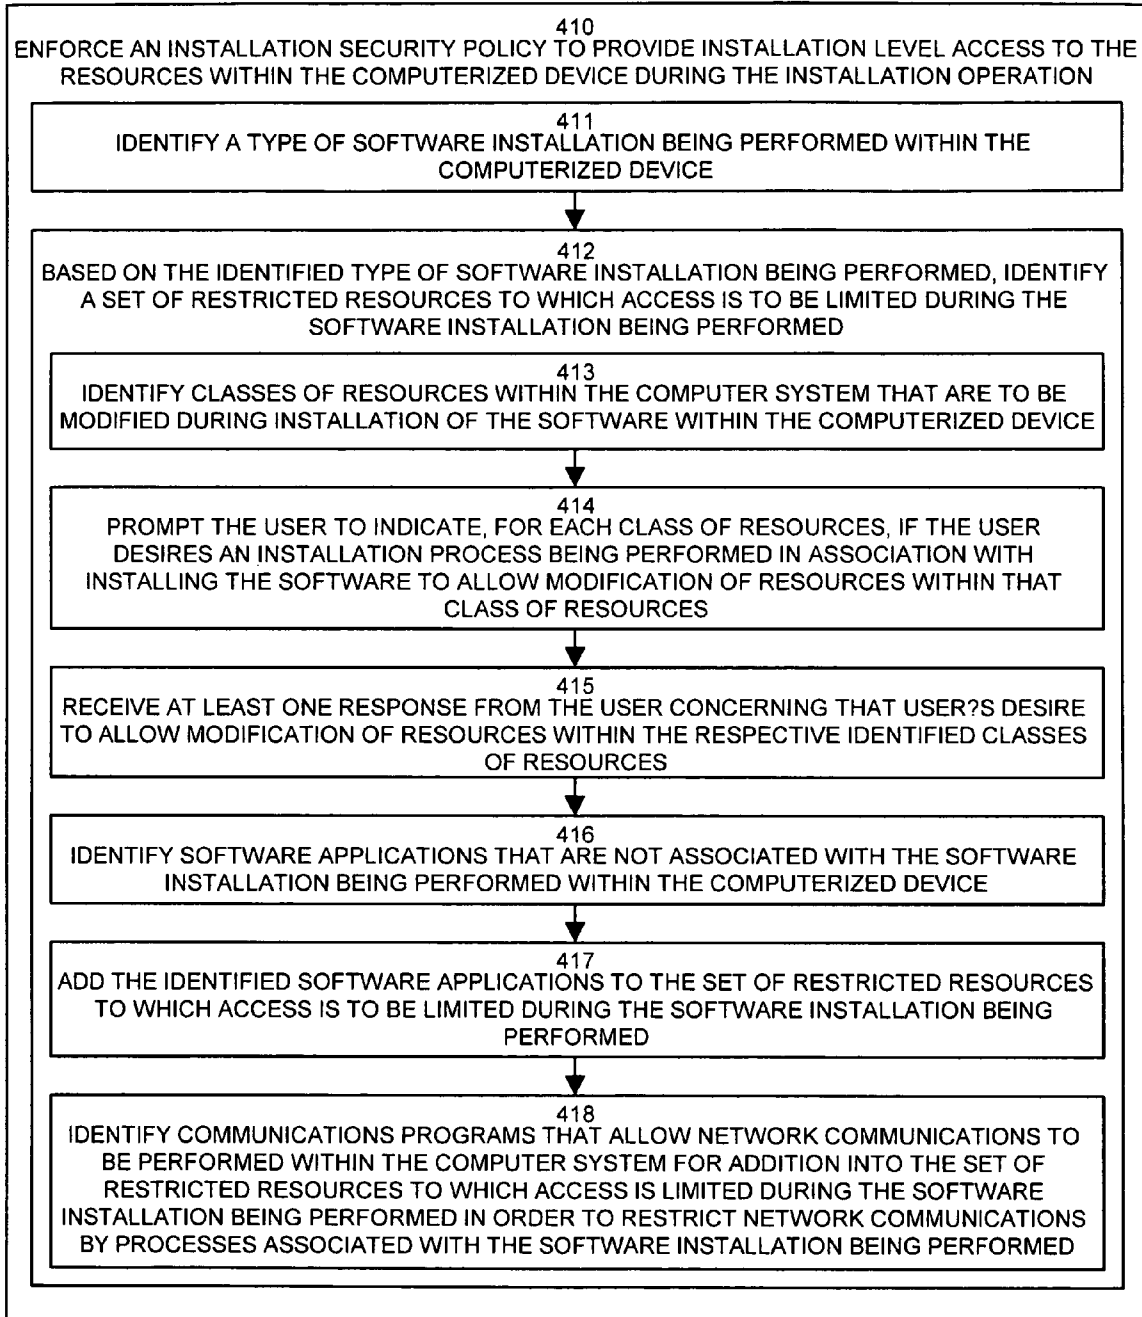 410
ENFORCE AN INSTALLATION SECURITY POLICY TO PROVIDE INSTALLATION LEVEL ACCESS TO THE
RESOURCES WITHIN THE COMPUTERIZED DEVICE DURING THE INSTALLATION OPERATION
411
IDENTIFY A TYPE OF SOFTWARE INSTALLATION BEING PERFORMED WITHIN THE
COMPUTERIZED DEVICE
412
BASED ON THE IDENTIFIED TYPE OF SOFTWARE INSTALLATION BEING PERFORMED, IDENTIFY
A SET OF RESTRICTED RESOURCES TO WHICH ACCESS IS TO BE LIMITED DURING THE
SOFTWARE INSTALLATION BEING PERFORMED
413
IDENTIFY CLASSES OF RESOURCES WITHIN THE COMPUTER SYSTEM THAT ARE TO BE
MODIFIED DURING INSTALLATION OF THE SOFTWARE WITHIN THE COMPUTERIZED DEVICE
414
PROMPT THE USER TO INDICATE, FOR EACH CLASS OF RESOURCES, IF THE USER
DESIRES AN INSTALLATION PROCESS BEING PERFORMED IN ASSOCIATION WITH
INSTALLING THE SOFTWARE TO ALLOW MODIFICATION OF RESOURCES WITHIN THAT
CLASS OF RESOURCES
415
RECEIVE AT LEAST ONE RESPONSE FROM THE USER CONCERNING THAT USER?S DESIRE
TO ALLOW MODIFICATION OF RESOURCES WITHIN THE RESPECTIVE IDENTIFIED CLASSES
OF RESOURCES
416
IDENTIFY SOFTWARE APPLICATIONS THAT ARE NOT ASSOCIATED WITH THE SOFTWARE
INSTALLATION BEING PERFORMED WITHIN THE COMPUTERIZED DEVICE
417
ADD THE IDENTIFIED SOFTWARE APPLICATIONS TO THE SET OF RESTRICTED RESOURCES
TO WHICH ACCESS IS TO BE LIMITED DURING THE SOFTWARE INSTALLATION BEING
PERFORMED
418
IDENTIFY COMMUNICATIONS PROGRAMS THAT ALLOW NETWORK COMMUNICATIONS TO
BE PERFORMED WITHIN THE COMPUTER SYSTEM FOR ADDITION INTO THE SET OF
RESTRICTED RESOURCES TO WHICH ACCESS IS LIMITED DURING THE SOFTWARE
INSTALLATION BEING PERFORMED IN ORDER TO RESTRICT NETWORK COMMUNICATIONS
BY PROCESSES ASSOCIATED WITH THE SOFTWARE INSTALLATION BEING PERFORMED